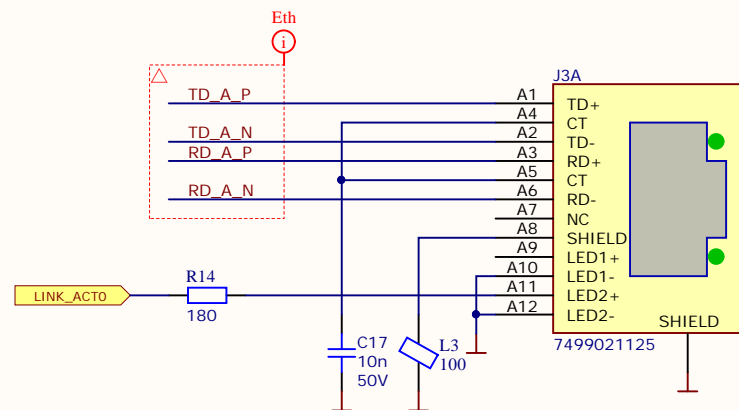 Eth
i
J3A
TD_A_P A1 TD+
A4 CT
TD_A_N A2 TD-
RD_A_P A3 RD+
A5 CT
RD_A_N A6 RD-
A7 NC
A8 SHIELD
A9 LED1+
A10 LED1-
R14 A11 LED2+
LINK_ACT0
180 A12 LED2-
SHIELD
C17 L3 7499021125
10n 100
50V